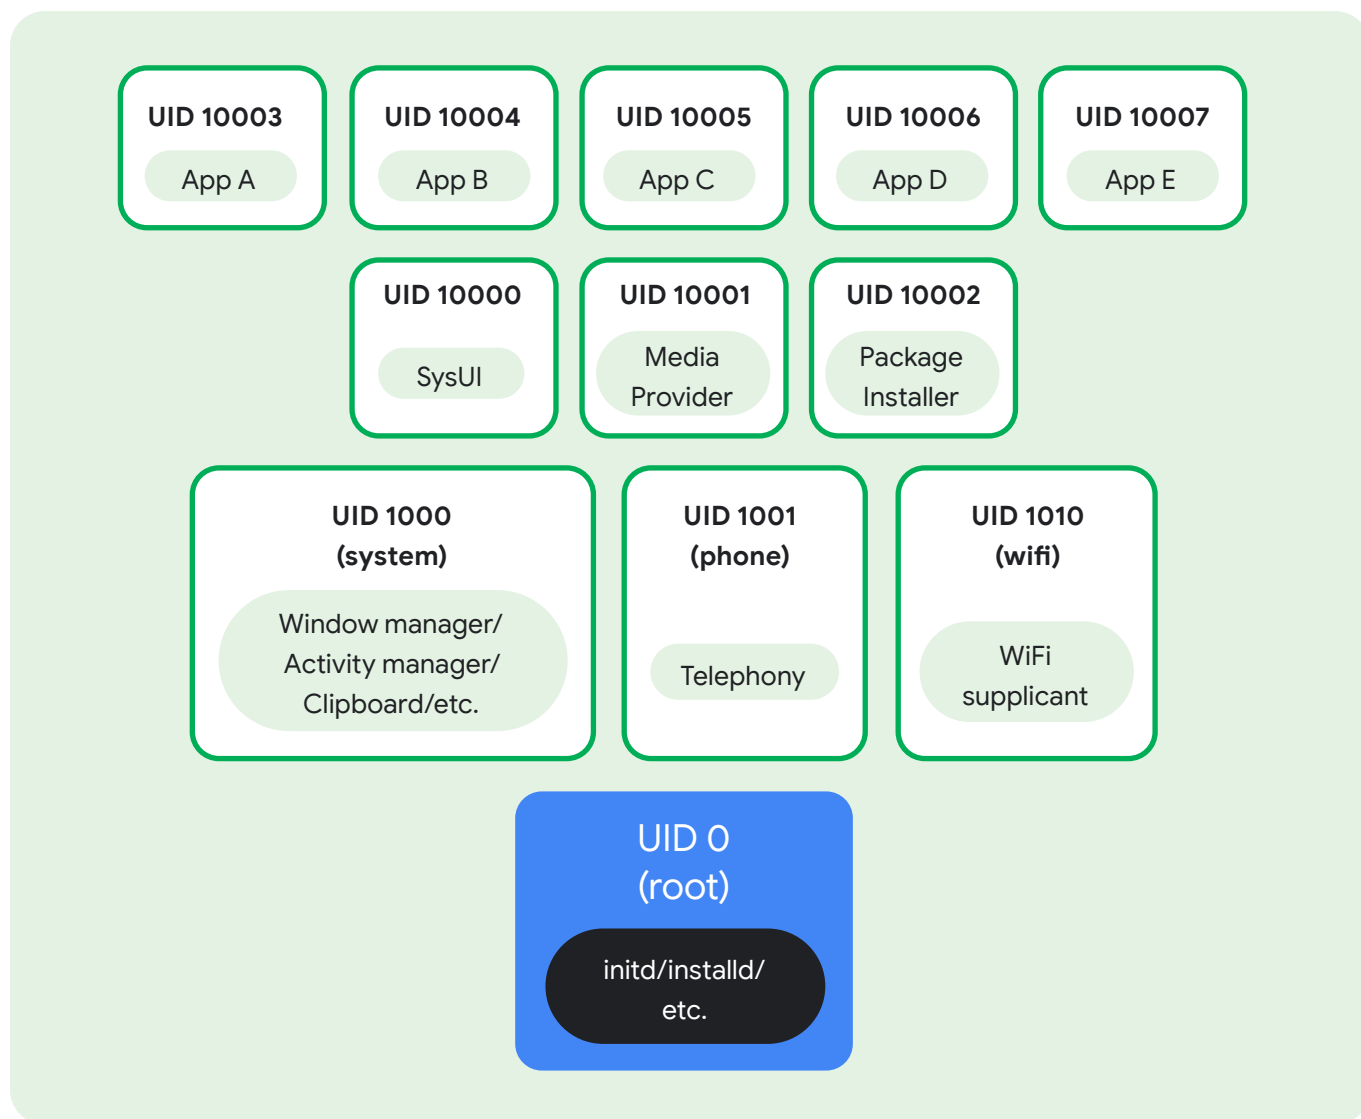 UID 10003
App A
UID 10004
App B
UID 10005
App C
UID 10006
App D
UID 10007
App E
UID 10000
SysUI
UID 10001
Media
Provider
UID 10002
Package
Installer
UID 1000
(system)
Window manager/
Activity manager/
Clipboard/etc.
UID 1001
(phone)
Telephony
UID 1010
(wifi)
WiFi
supplicant
UID 0
(root)
initd/installd/
etc.